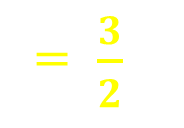 = 3/2